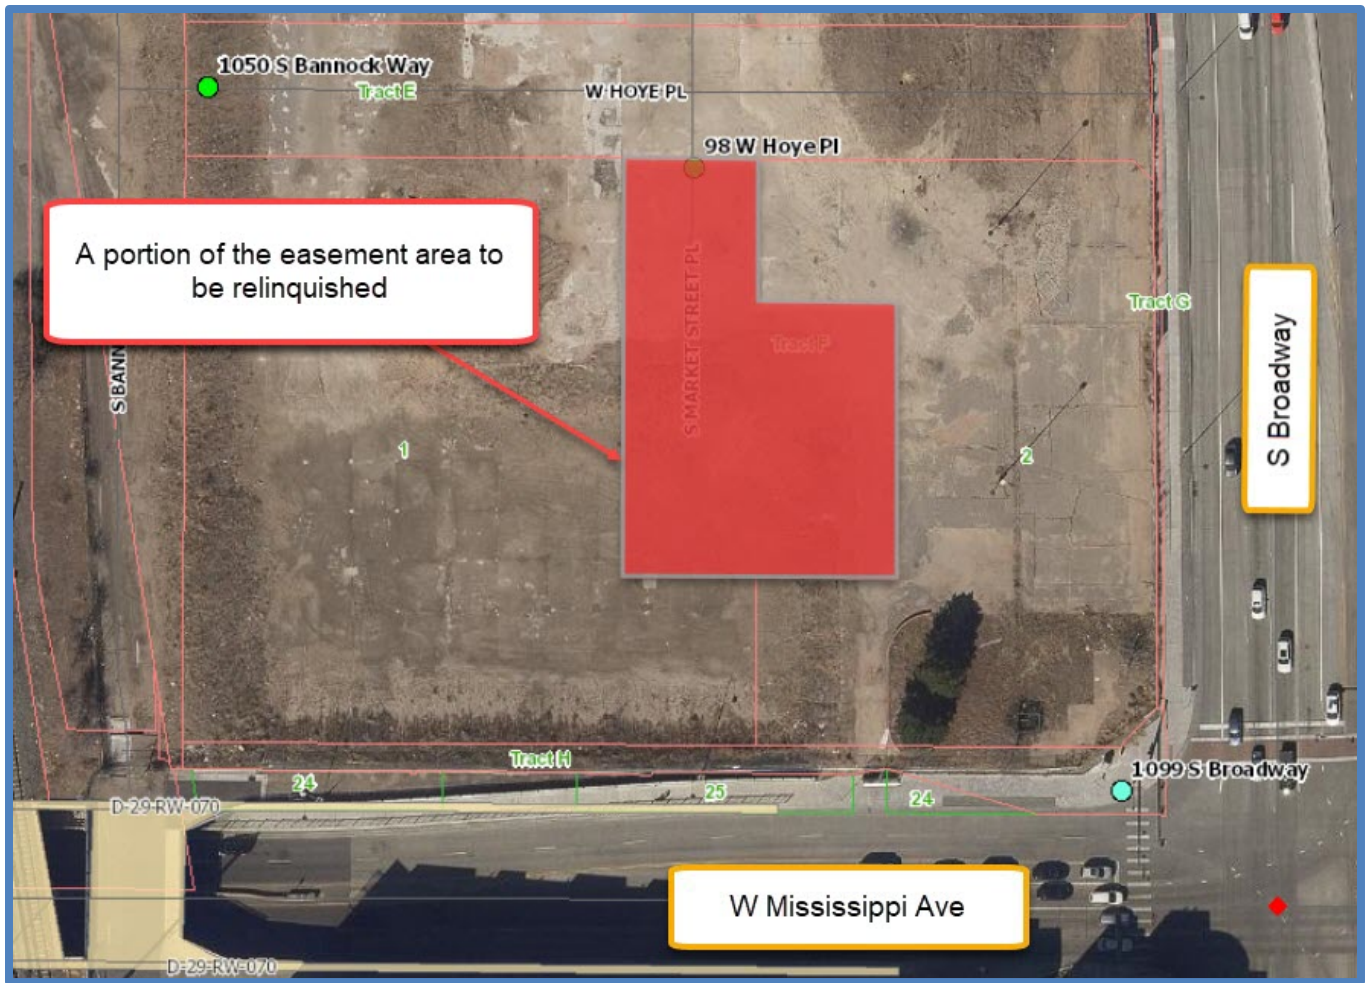 1050 S Bannock Way
Tract E
W HOYE PL
98 W Hoye Pl
A portion of the easement area to
be relinquished
S MARKET STREET PL
Tract F
Tract G
S Broadway
S BANN
1
2
Tract H
24
25
24
1099 S Broadway
D-29-RW-070
W Mississippi Ave
D-29-RW-070